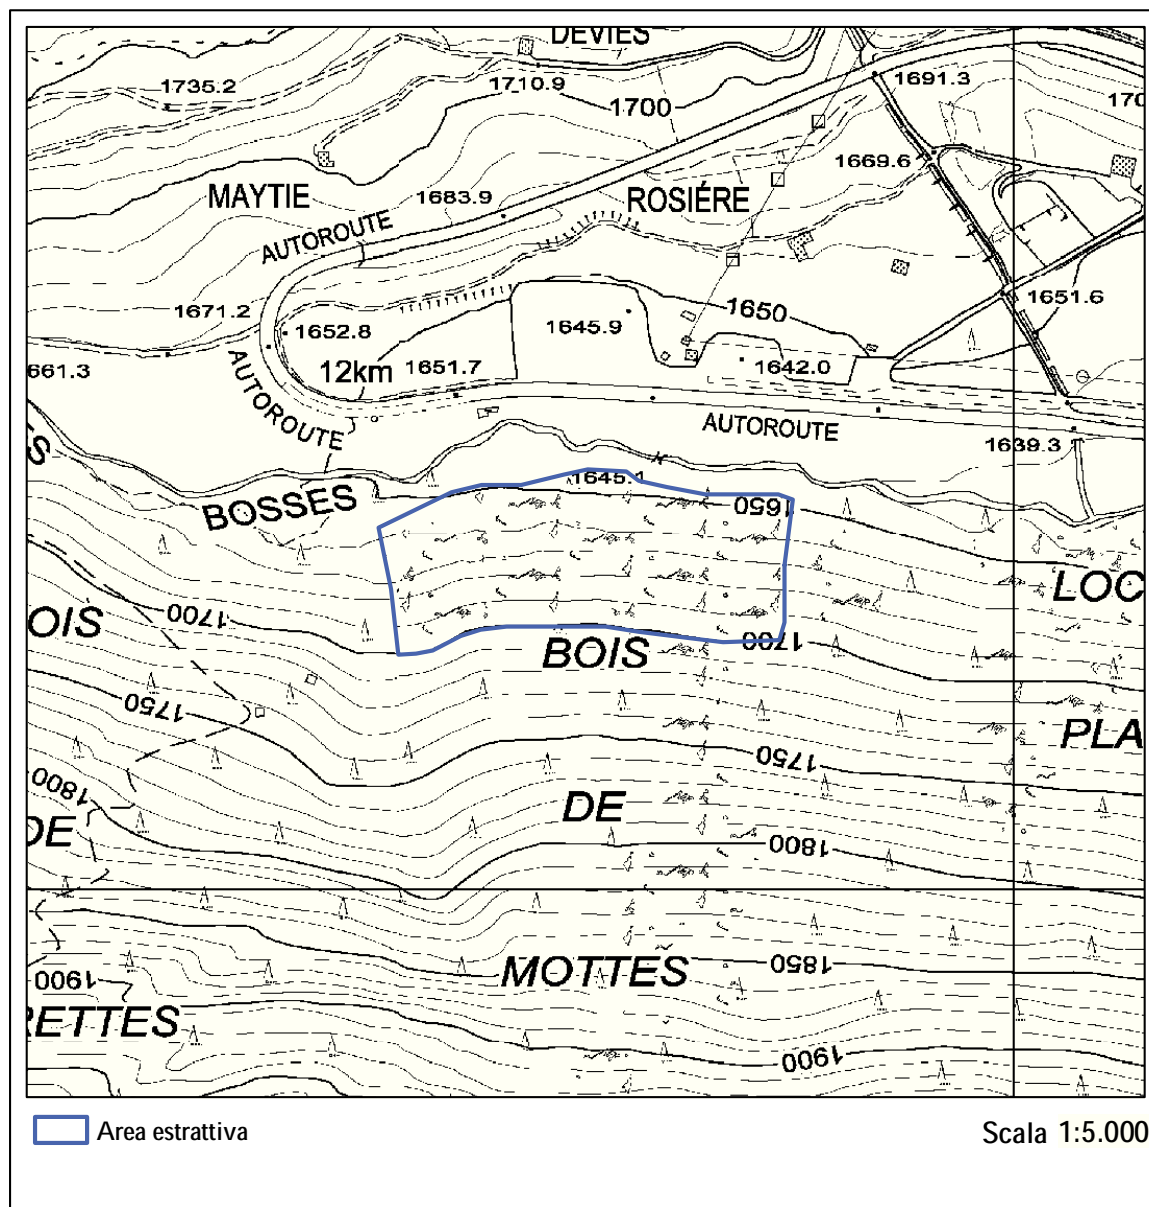 DEVIES
1735.2
1710.9
1700
1691.3
170
1669.6
MAYTIE
1683.9
ROSIÉRE
AUTOROUTE
1671.2
1652.8
1645.9
1650
1651.6
661.3
12km
1651.7
1642.0
AUTOROUTE
AUTOROUTE
1639.3
ES
1645.1
BOSSES
1650
LOC
1700
OIS
BOIS
1700
1750
PLA
1750
1800
DE
DE
1800
MOTTES
1850
1900
RETTES
1900
Area estrattiva
Scala 1:5.000